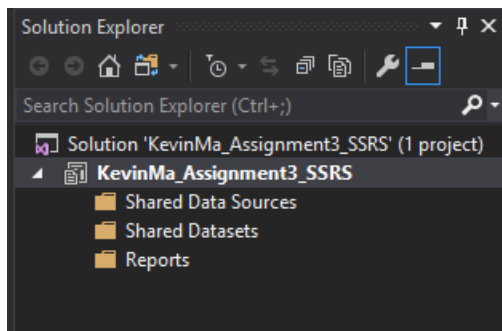 Solution Explorer
Search Solution Explorer (Ctrl+;)
Solution 'KevinMa_Assignment3_SSRS' (1 project)
KevinMa_Assignment3_SSRS
Shared Data Sources
Shared Datasets
Reports